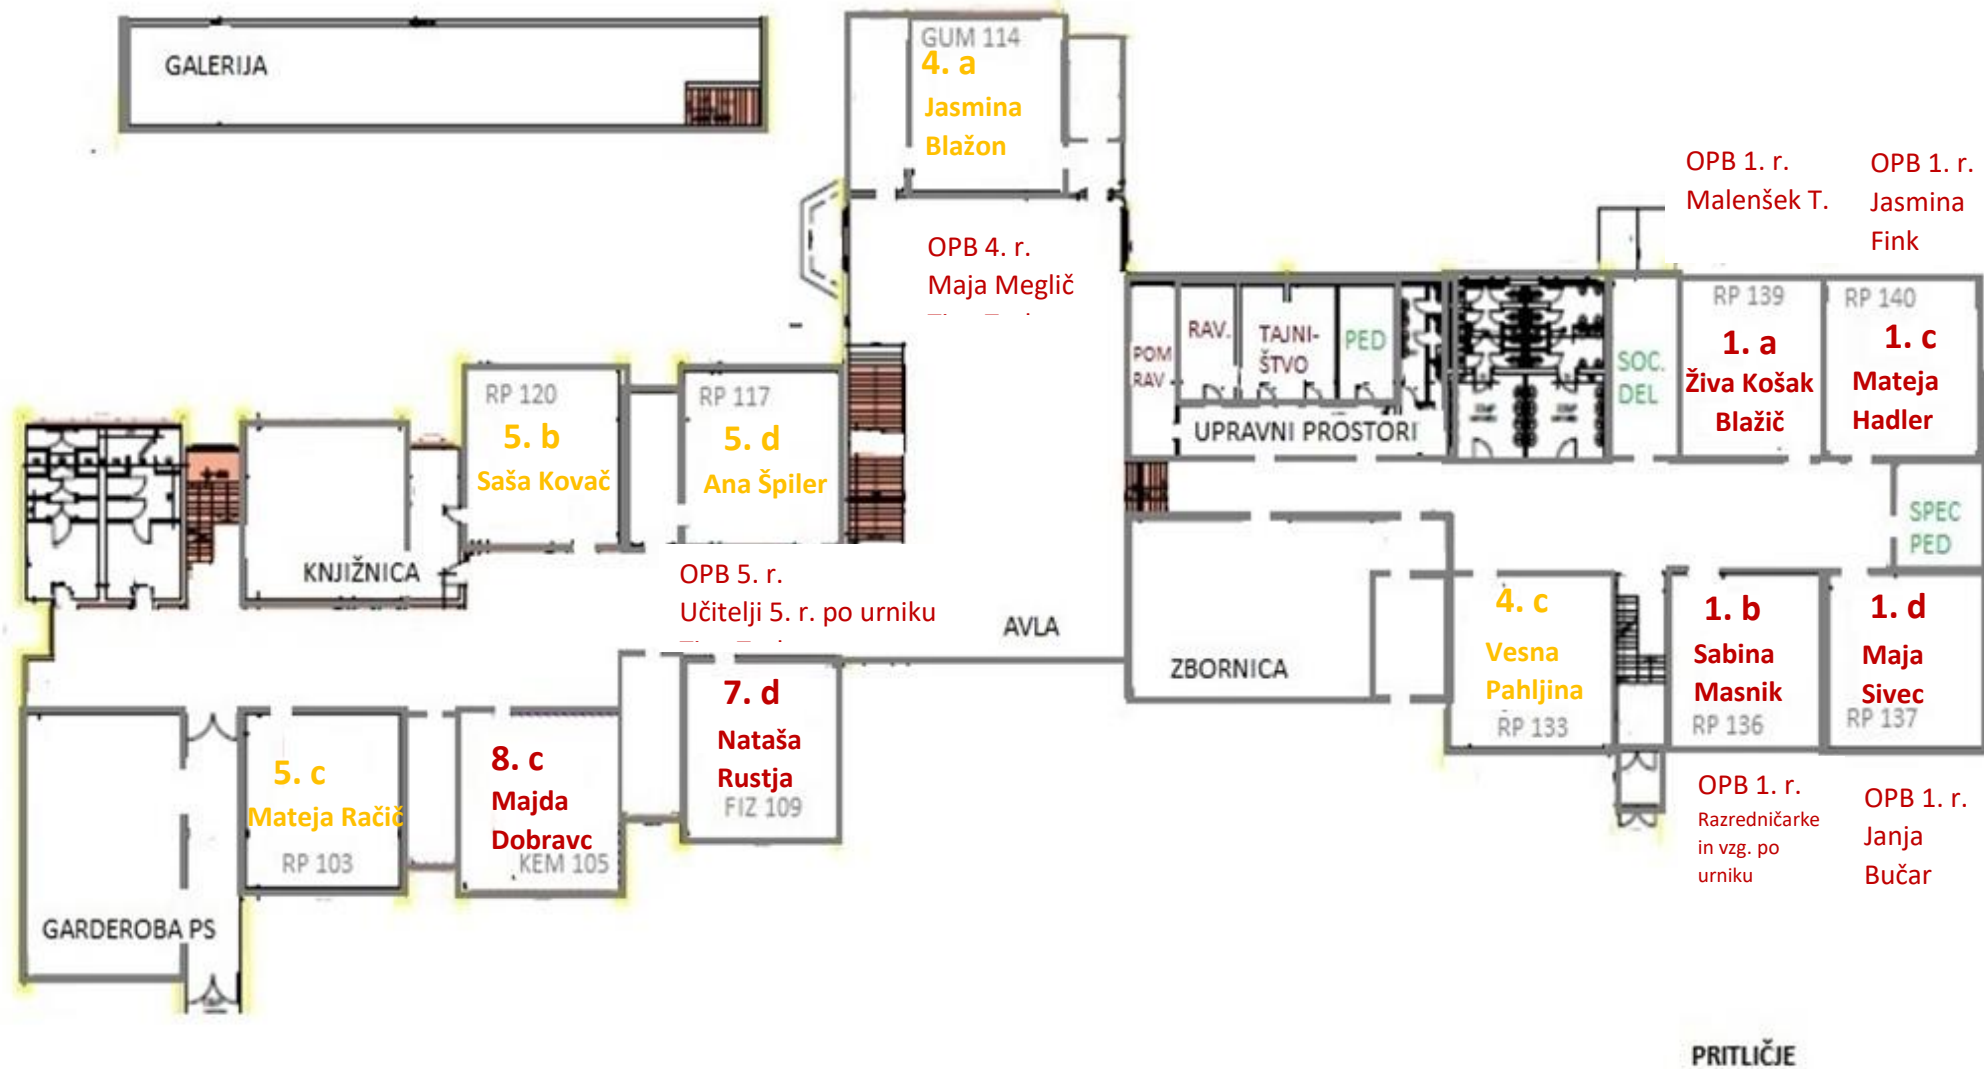 GALERIJA
GUM 114
4. a
Jasmina
Blažon
OPB 4. r.
Maja Meglič
OPB 1. r.
Malenšek T.
OPB 1. r.
Jasmina
Fink
POM
RAV
RAV.
TAJNI-
ŠTVO
PED
UPRAVNI PROSTORI
SOC.
DEL
RP 139
1. a
Živa Košak
Blažič
RP 140
1. c
Mateja
Hadler
SPEC
PED
RP 120
5. b
Saša Kovač
RP 117
5. d
Ana Špiler
KNJIŽNICA
OPB 5. r.
Učitelji 5. r. po urniku
AVLA
ZBORNICA
4. c
Vesna
Pahljina
RP 133
1. b
Sabina
Masnik
RP 136
1. d
Maja
Sivec
RP 137
7. d
Nataša
Rustja
FIZ 109
8. c
Majda
Dobravc
KEM 105
5. c
Mateja Račič
RP 103
GARDEROBA PS
OPB 1. r.
Razredničarke
in vzg. po
urniku
OPB 1. r.
Janja
Bučar
PRITLIČJE